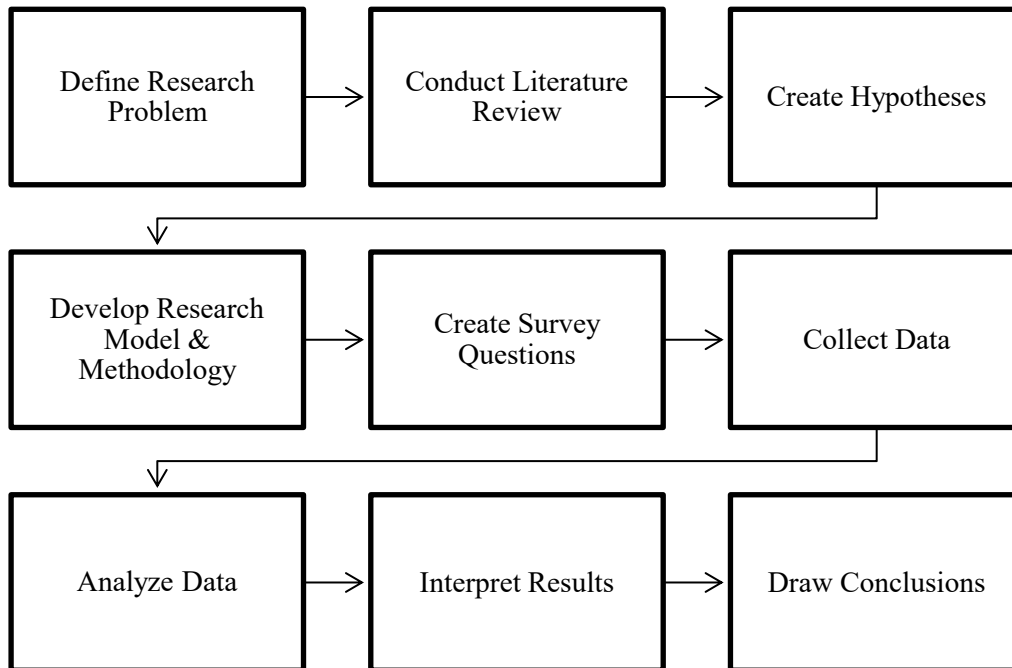 Define Research
Problem
Conduct Literature
Review
Create Hypotheses
Develop Research
Model &
Methodology
Create Survey
Questions
Collect Data
Analyze Data
Interpret Results
Draw Conclusions